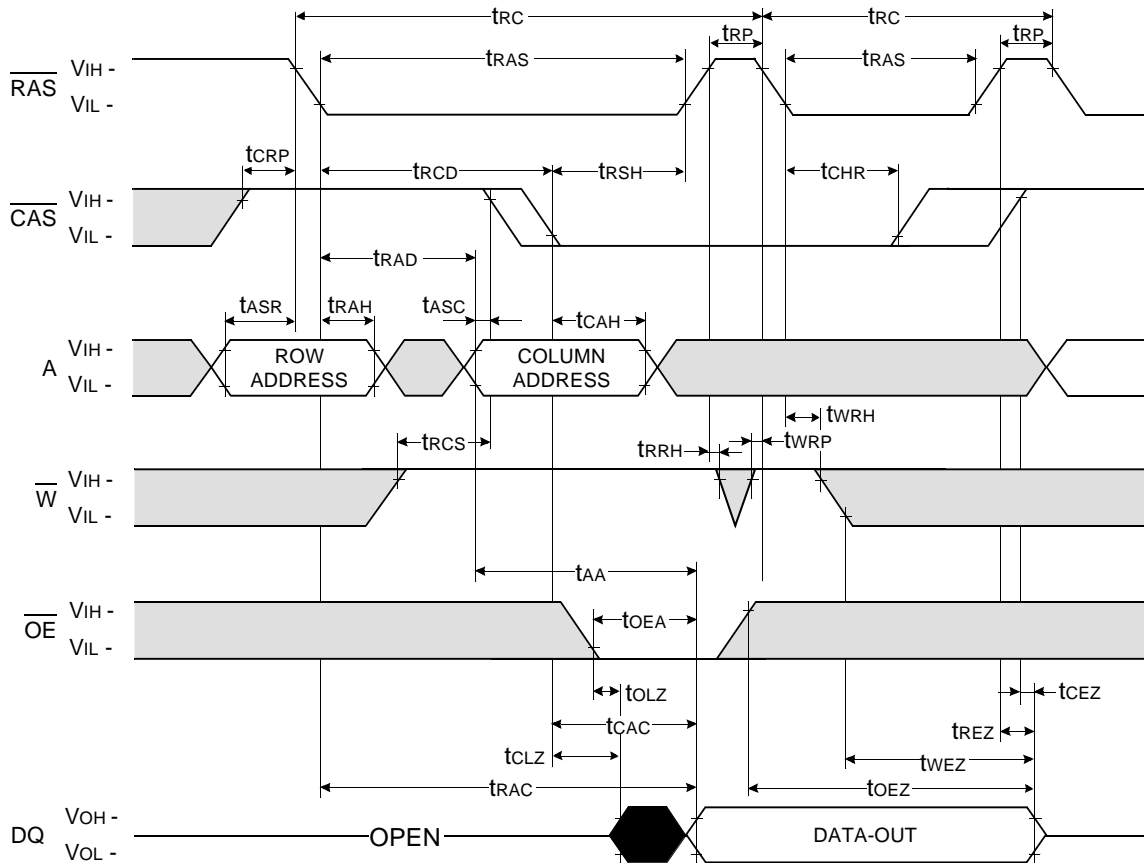 tRC tRC
tRP tRP
tRAS tRAS
RAS VIH -
VIL -
tCRP tRCD tRSH tCHR
CAS VIH -
VIL -
tRAD
tASR tRAH tASC tCAH
A VIH -
VIL -
ROW ADDRESS
COLUMN ADDRESS
tWRH
tRCS tRRH tWRP
W VIH -
VIL -
tAA
OE VIH -
VIL -
tOEA
tOLZ tCEZ
tCAC tREZ
tCLZ tWEZ
tRAC tOEZ
DQ VOH -
VOL -
OPEN DATA-OUT